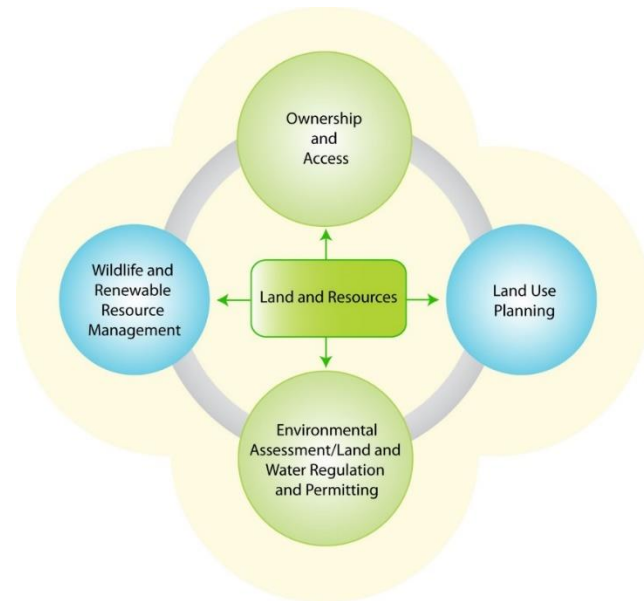 Ownership
and
Access
Wildlife and
Renewable
Resource
Management
Land and Resources
Land Use
Planning
Environmental
Assessment/Land and
Water Regulation
and Permitting